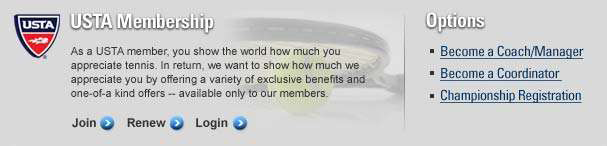 USTA
USTA Membership
As a USTA member, you show the world how much you
appreciate tennis. In return, we want to show how much we
appreciate you by offering a variety of exclusive benefits and
one-of-a kind offers -- available only to our members.
Join
Renew
Login
Options
Become a Coach/Manager
Become a Coordinator
Championship Registration